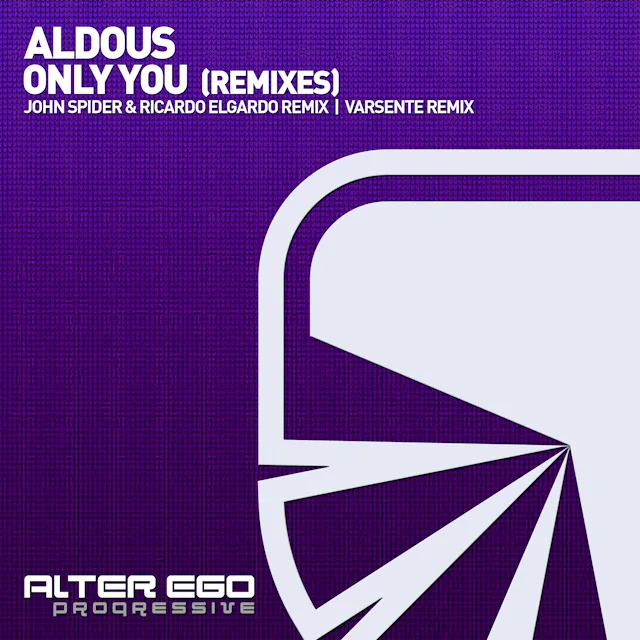 ALDOUS
ONLY YOU (REMIXES)
JOHN SPIDER & RICARDO ELGARDO REMIX | VARSENTE REMIX
ALTER EGO
PROGRESSIVE